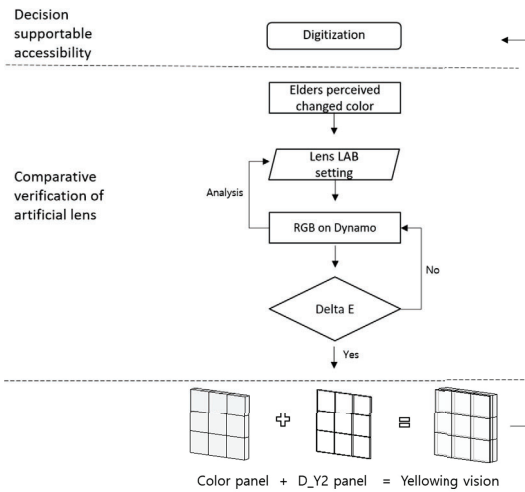 Decision
supportable
accessibility
Digitization
Elders perceived
changed color
Lens LAB
setting
Comparative
verification of
artificial lens
Analysis
RGB on Dynamo
No
Delta E
Yes
Color panel + D_Y2 panel = Yellowing vision